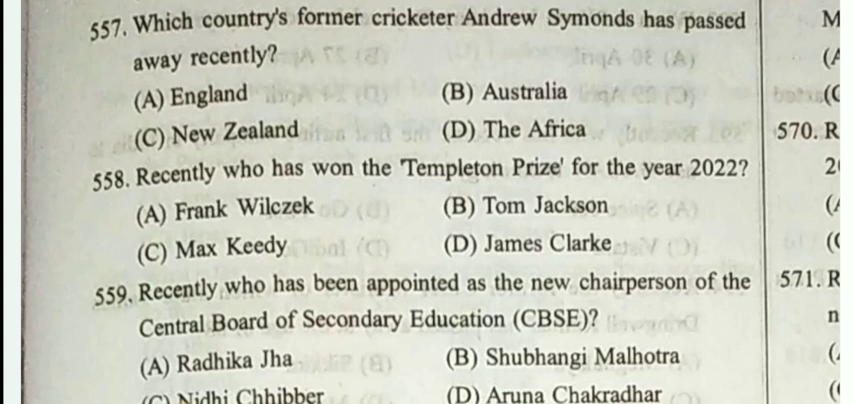 557. Which country's former cricketer Andrew Symonds has passed
away recently?
(A) England (B) Australia
(C) New Zealand (D) The Africa
558. Recently who has won the 'Templeton Prize' for the year 2022?
(A) Frank Wilczek (B) Tom Jackson
(C) Max Keedy (D) James Clarke
559. Recently who has been appointed as the new chairperson of the
Central Board of Secondary Education (CBSE)?
(A) Radhika Jha (B) Shubhangi Malhotra
(C) Nidhi Chhibber (D) Aruna Chakradhar
M
(A
(C
570. R
2
(A
(C
571. R
n
(
(